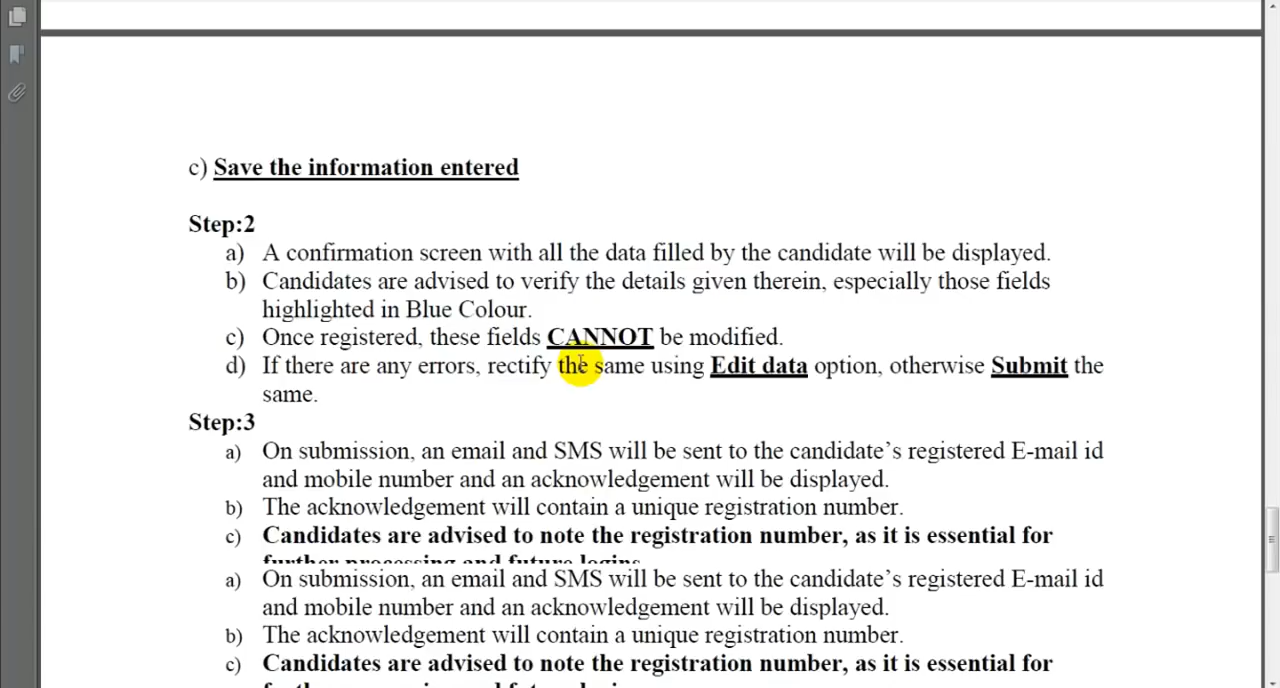 c) Save the information entered
Step:2
a) A confirmation screen with all the data filled by the candidate will be displayed.
b) Candidates are advised to verify the details given therein, especially those fields
highlighted in Blue Colour.
c) Once registered, these fields CANNOT be modified.
d) If there are any errors, rectify the same using Edit data option, otherwise Submit the
same.
Step:3
a) On submission, an email and SMS will be sent to the candidate’s registered E-mail id
and mobile number and an acknowledgement will be displayed.
b) The acknowledgement will contain a unique registration number.
c) Candidates are advised to note the registration number, as it is essential for
further processing and future logins
a) On submission, an email and SMS will be sent to the candidate’s registered E-mail id
and mobile number and an acknowledgement will be displayed.
b) The acknowledgement will contain a unique registration number.
c) Candidates are advised to note the registration number, as it is essential for